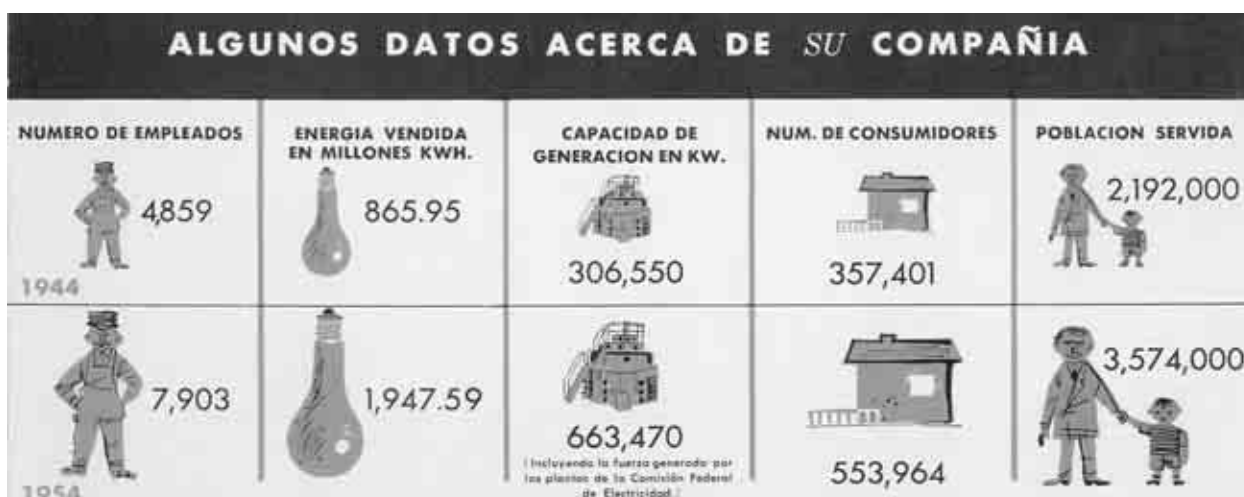 ALGUNOS DATOS ACERCA DE SU COMPAÑIA
NUMERO DE EMPLEADOS
4,859
1944
ENERGIA VENDIDA
EN MILLONES KWH.
865.95
CAPACIDAD DE
GENERACION EN KW.
306,550
NUM. DE CONSUMIDORES
357,401
POBLACION SERVIDA
2,192,000
7,903
1954
1,947.59
663,470
(Incluyendo la fuerza generada por
las plantas de la Comisión Federal
de Electricidad.)
553,964
3,574,000